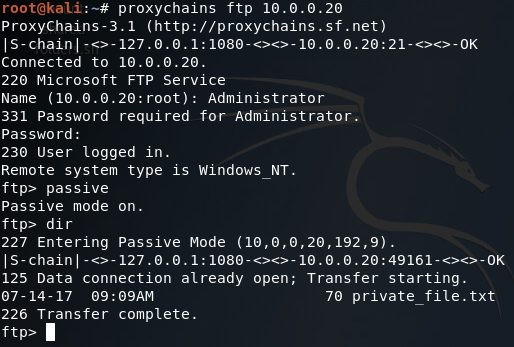 root@kali:~# proxychains ftp 10.0.0.20
ProxyChains-3.1 (http://proxychains.sf.net)
|S-chain|-<>-127.0.0.1:1080-<><>-10.0.0.20:21-<><>-OK
Connected to 10.0.0.20.
220 Microsoft FTP Service
Name (10.0.0.20:root): Administrator
331 Password required for Administrator.
Password:
230 User logged in.
Remote system type is Windows_NT.
ftp> passive
Passive mode on.
ftp> dir
227 Entering Passive Mode (10,0,0,20,192,9).
|S-chain|-<>-127.0.0.1:1080-<><>-10.0.0.20:49161-<><>-OK
125 Data connection already open; Transfer starting.
07-14-17  09:09AM                   70 private_file.txt
226 Transfer complete.
ftp>